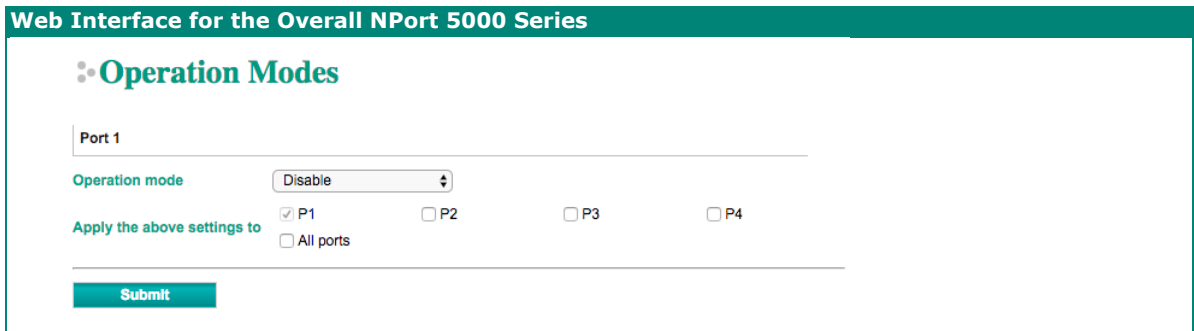 Web Interface for the Overall NPort 5000 Series
Operation Modes
Port 1
Operation mode Disable
Apply the above settings to P1 P2 P3 P4
All ports
Submit